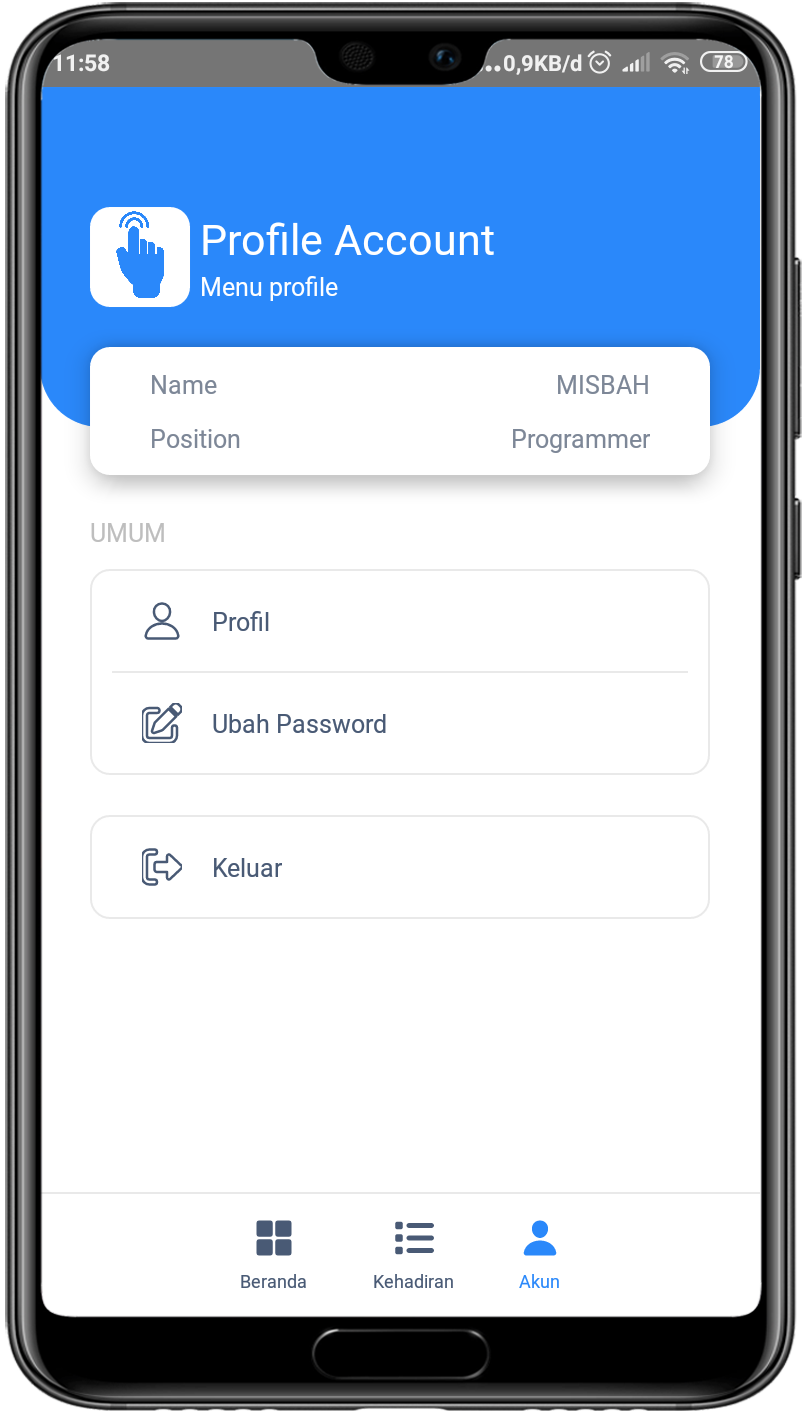 11:58
...0,9KB/d 78
Profile Account
Menu profile
Name MISBAH
Position Programmer
UMUM
Profil
Ubah Password
Keluar
Beranda Kehadiran Akun